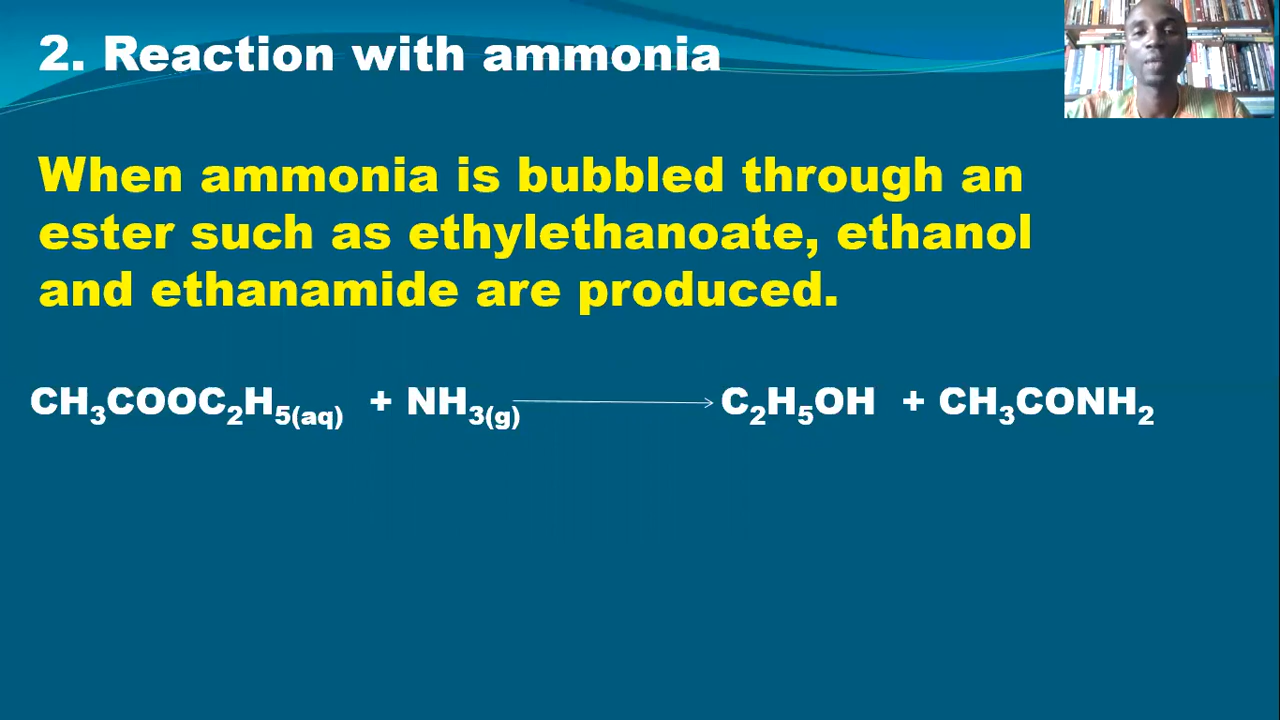 2. Reaction with ammonia
When ammonia is bubbled through an
ester such as ethylethanoate, ethanol
and ethanamide are produced.
CH₃COOC₂H₅₍aq₎ + NH₃₍g₎ → C₂H₅OH + CH₃CONH₂